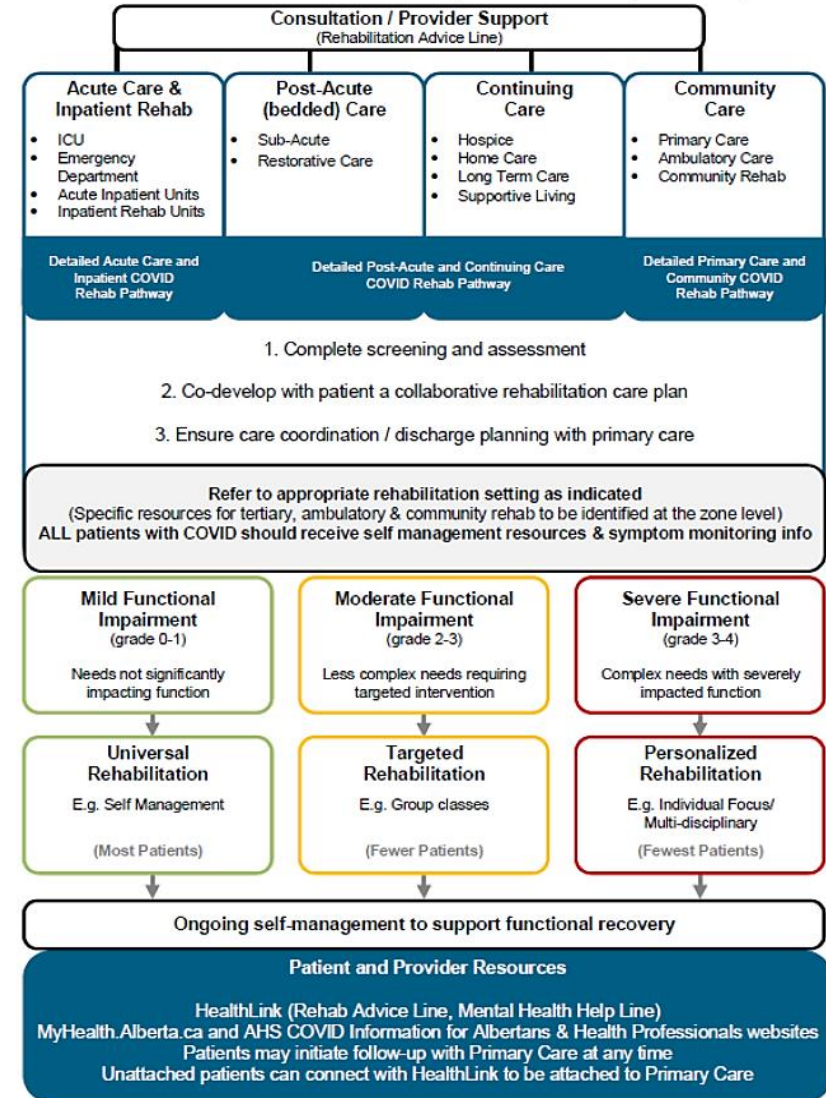 Consultation / Provider Support
(Rehabilitation Advice Line)
Acute Care &
Inpatient Rehab
• ICU
• Emergency
Department
• Acute Inpatient Units
• Inpatient Rehab Units
Post-Acute
(bedded) Care
• Sub-Acute
• Restorative Care
Continuing
Care
• Hospice
• Home Care
• Long Term Care
• Supportive Living
Community
Care
• Primary Care
• Ambulatory Care
• Community Rehab
Detailed Acute Care and
Inpatient COVID
Rehab Pathway
Detailed Post-Acute and Continuing Care
COVID Rehab Pathway
Detailed Primary Care and
Community COVID
Rehab Pathway
1. Complete screening and assessment
2. Co-develop with patient a collaborative rehabilitation care plan
3. Ensure care coordination / discharge planning with primary care
Refer to appropriate rehabilitation setting as indicated
(Specific resources for tertiary, ambulatory & community rehab to be identified at the zone level)
ALL patients with COVID should receive self management resources & symptom monitoring info
Mild Functional
Impairment
(grade 0-1)
Needs not significantly
impacting function
Moderate Functional
Impairment
(grade 2-3)
Less complex needs requiring
targeted intervention
Severe Functional
Impairment
(grade 3-4)
Complex needs with severely
impacted function
Universal
Rehabilitation
E.g. Self Management
(Most Patients)
Targeted
Rehabilitation
E.g. Group classes
(Fewer Patients)
Personalized
Rehabilitation
E.g. Individual Focus/
Multi-disciplinary
(Fewest Patients)
Ongoing self-management to support functional recovery
Patient and Provider Resources
HealthLink (Rehab Advice Line, Mental Health Help Line)
MyHealth.Alberta.ca and AHS COVID Information for Albertans & Health Professionals websites
Patients may initiate follow-up with Primary Care at any time
Unattached patients can connect with HealthLink to be attached to Primary Care